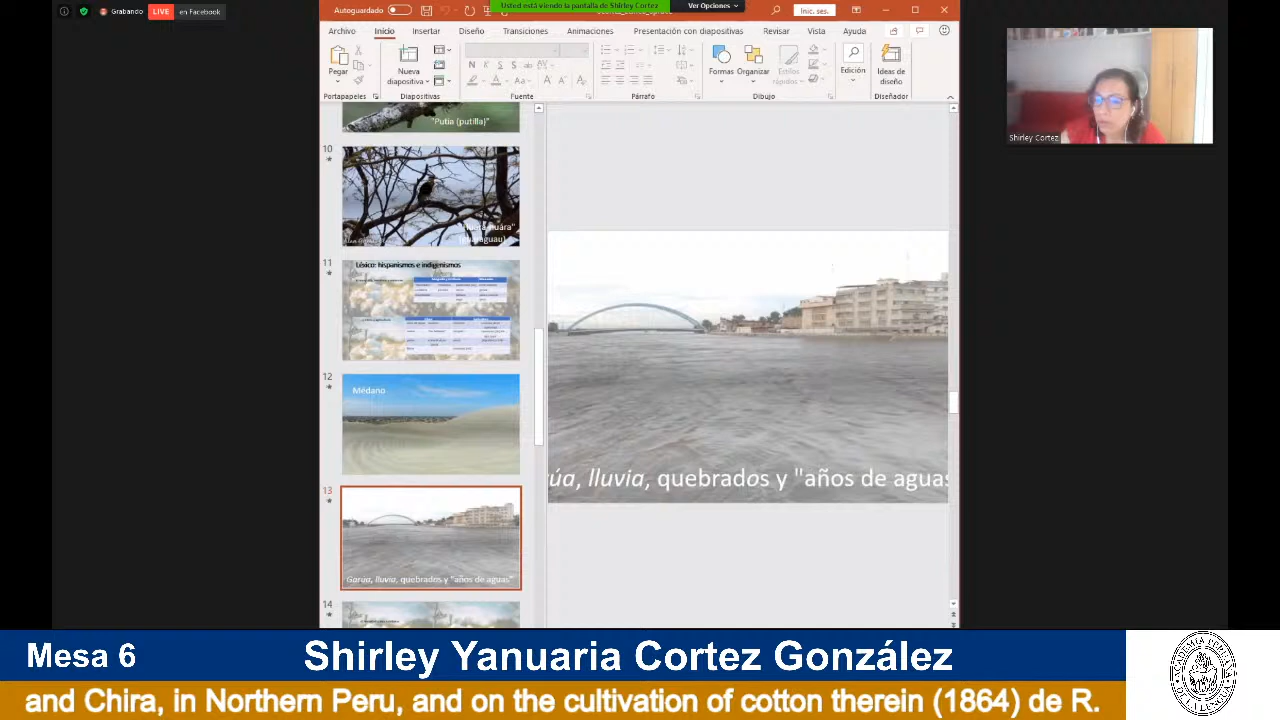 Grabando
LIVE
en Facebook
Autoguardado
Usted está viendo la pantalla de Shirley Cortez
Ver Opciones
Inic. ses.
Archivo
Inicio
Insertar
Diseño
Transiciones
Animaciones
Presentación con diapositivas
Revisar
Vista
Ayuda
Pegar
Nueva
diapositiva
N K S
Aa
Formas
Organizar
Estilos
rápidos
Edición
Ideas de
diseño
Portapapeles
Diapositivas
Fuente
Párrafo
Dibujo
Diseñador
"Putía (putilla)"
10
11
Léxico: hispanismos e indigenismos
12
Médano
13
Garúa, lluvia, quebrados y "años de aguas"
14
úa, lluvia, quebrados y "años de aguas
Shirley Cortez
Mesa 6
Shirley Yanuaria Cortez González
and Chira, in Northern Peru, and on the cultivation of cotton therein (1864) de R.